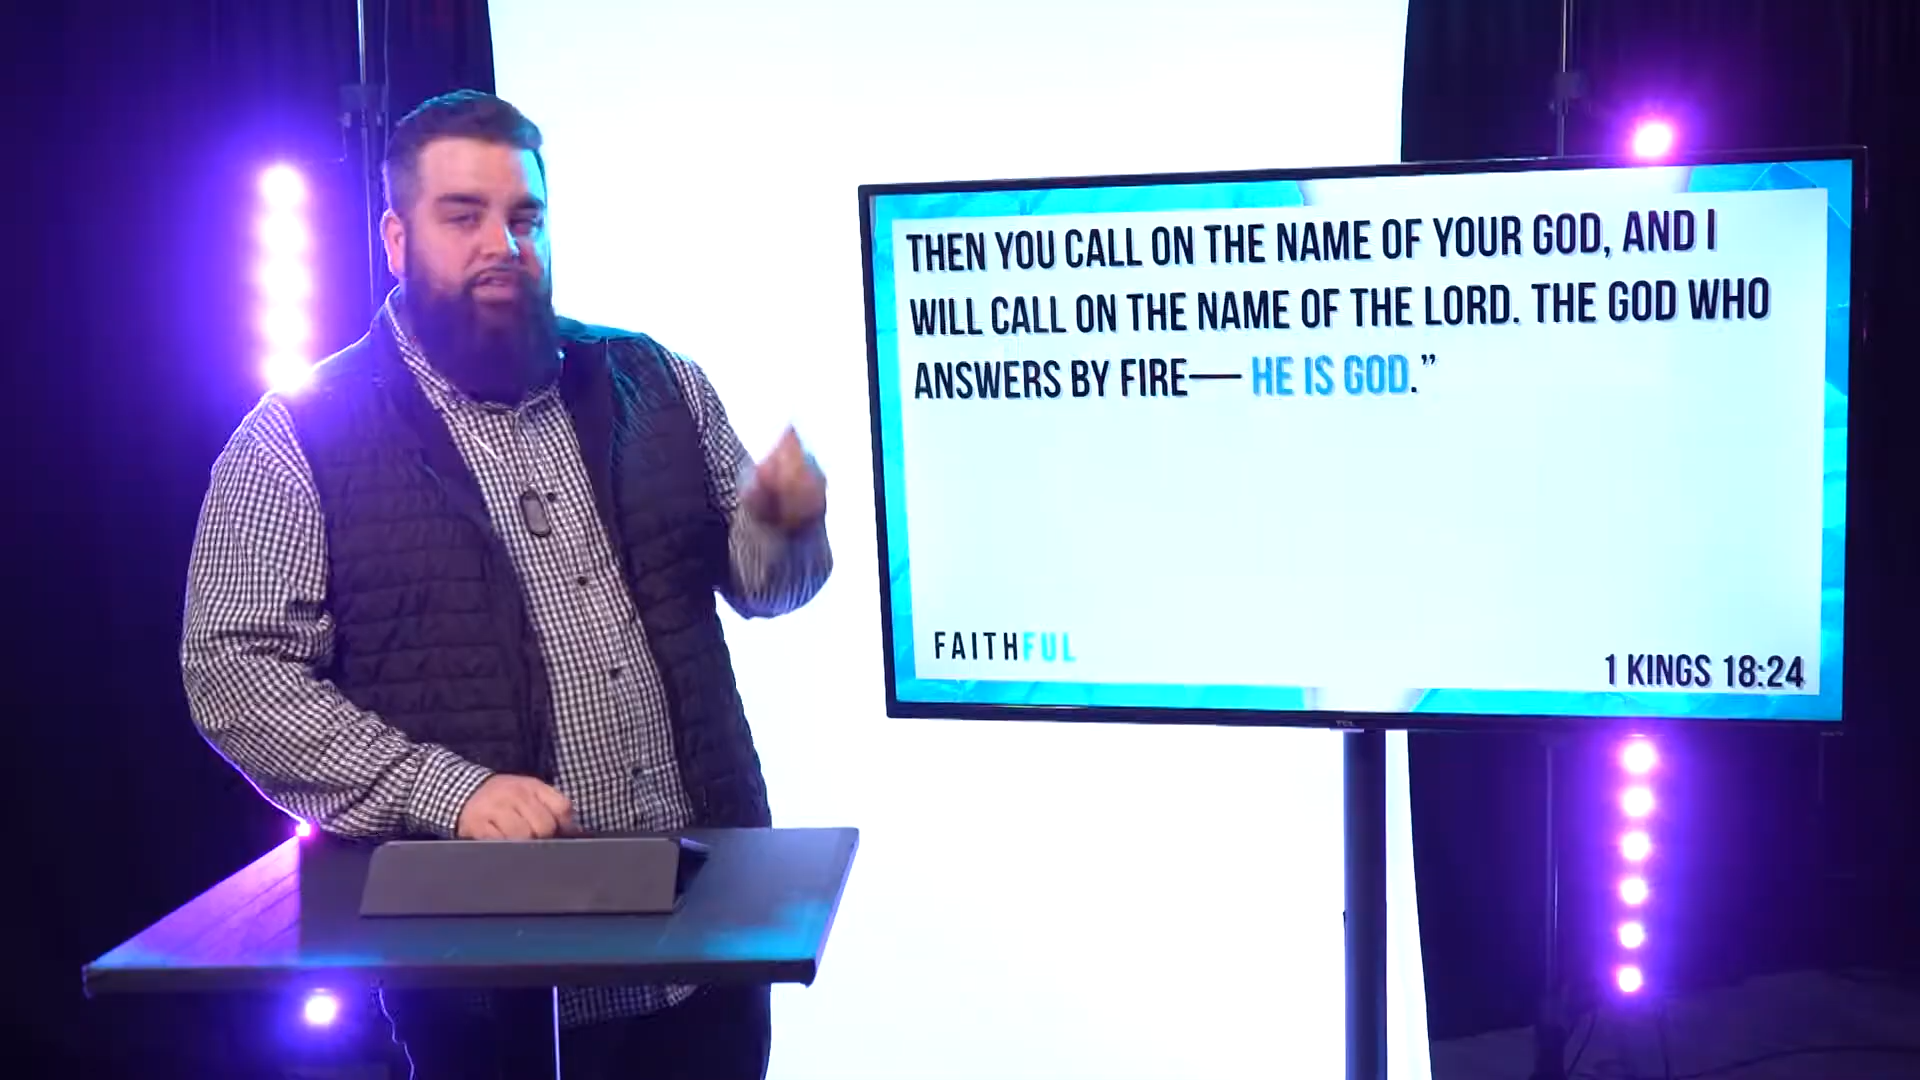 THEN YOU CALL ON THE NAME OF YOUR GOD, AND I
WILL CALL ON THE NAME OF THE LORD. THE GOD WHO
ANSWERS BY FIRE— HE IS GOD.”
FAITHFUL
1 KINGS 18:24
TCL